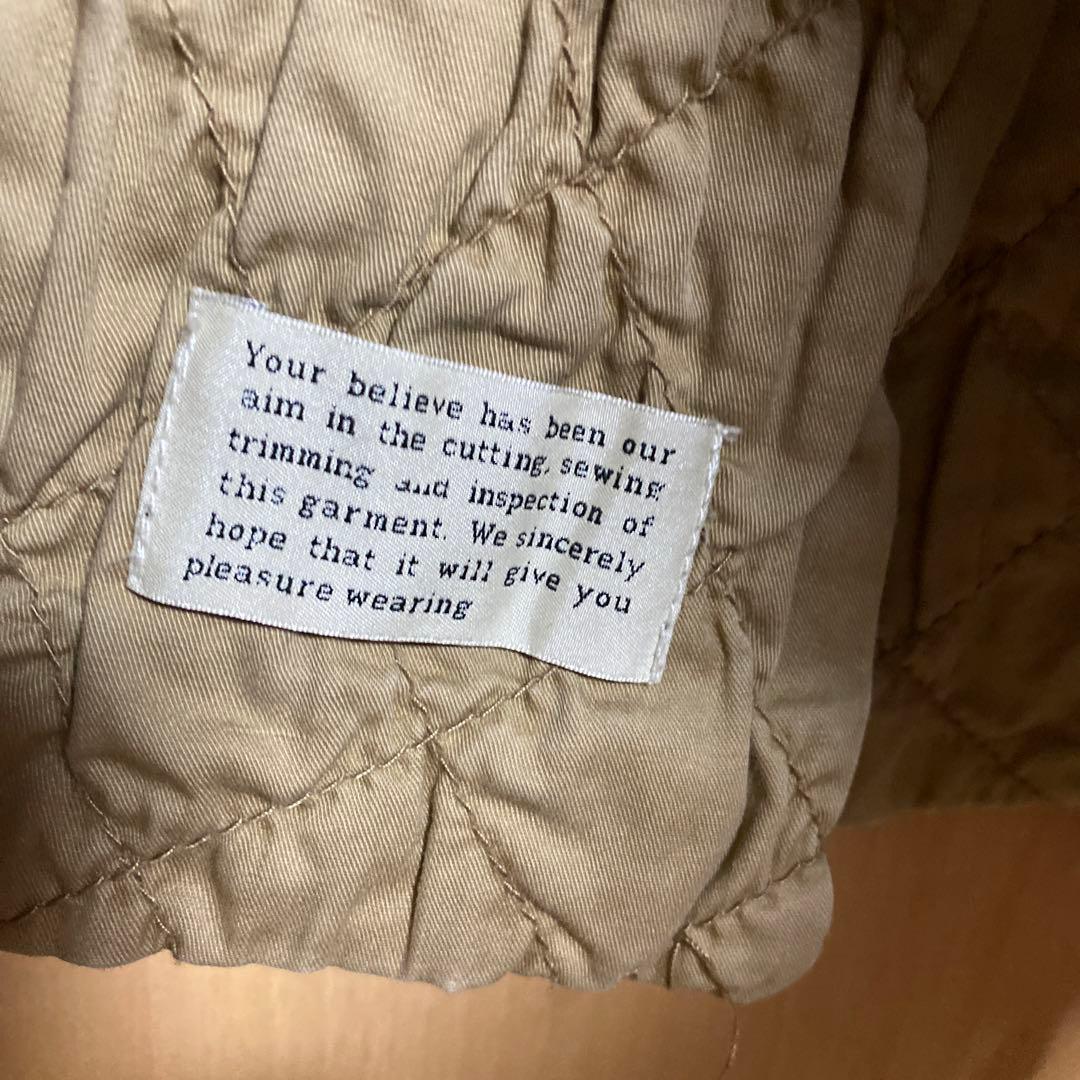 Your believe has been our
aim in the cutting, sewing
trimming and inspection of
this garment. We sincerely
hope that it will give you
pleasure wearing